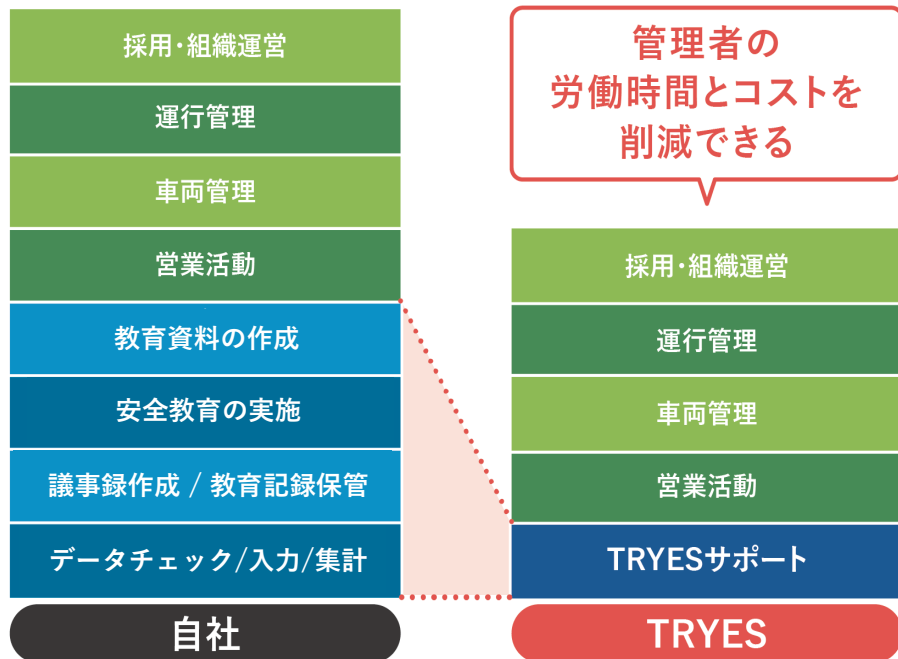 採用・組織運営
運行管理
車両管理
営業活動
教育資料の作成
安全教育の実施
議事録作成 / 教育記録保管
データチェック/入力/集計
自社
管理者の
労働時間とコストを
削減できる
採用・組織運営
運行管理
車両管理
営業活動
TRYESサポート
TRYES